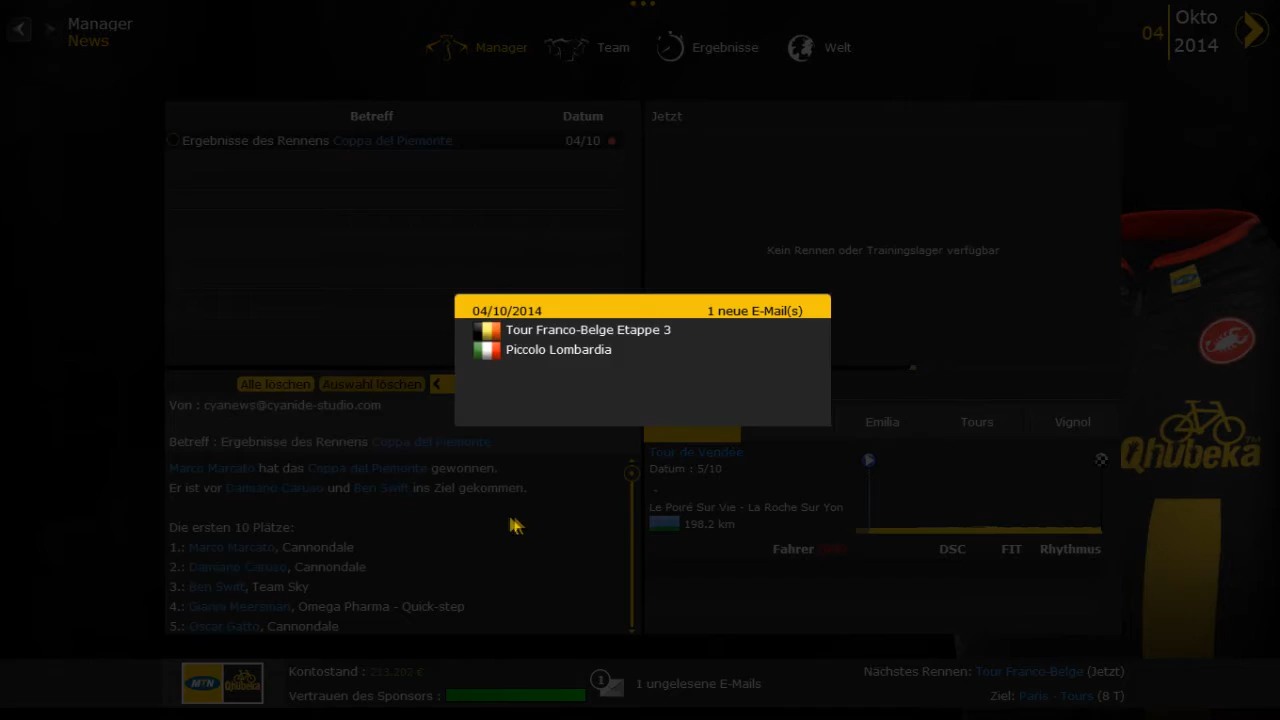 Manager
News
Manager
Team
Ergebnisse
Welt
04
Okto
2014
Betreff
Datum
Ergebnisse des Rennens Coppa del Piemonte
04/10
Jetzt
Kein Rennen oder Trainingslager verfügbar
04/10/2014
1 neue E-Mail(s)
Tour Franco-Belge Etappe 3
Piccolo Lombardia
Alle löschen
Auswahl löschen
Von : cyanews@cyanide-studio.com
Betreff : Ergebnisse des Rennens Coppa del Piemonte
Marco Marcato hat das Coppa del Piemonte gewonnen.
Er ist vor Damiano Caruso und Ben Swift ins Ziel gekommen.
Die ersten 10 Plätze:
1.: Marco Marcato, Cannondale
2.: Damiano Caruso, Cannondale
3.: Ben Swift, Team Sky
4.: Gianni Meersman, Omega Pharma - Quick-step
5.: Oscar Gatto, Cannondale
Emilia
Tours
Vignol
Tour de Vendée
Datum : 5/10
-
Le Poiré Sur Vie - La Roche Sur Yon
198.2 km
Fahrer
DSC
FIT
Rhythmus
Qhubeka
MTN
Qhubeka
Kontostand :
Vertrauen des Sponsors :
1
1 ungelesene E-Mails
Nächstes Rennen: Tour Franco-Belge (Jetzt)
Ziel: Paris - Tours (8 T)